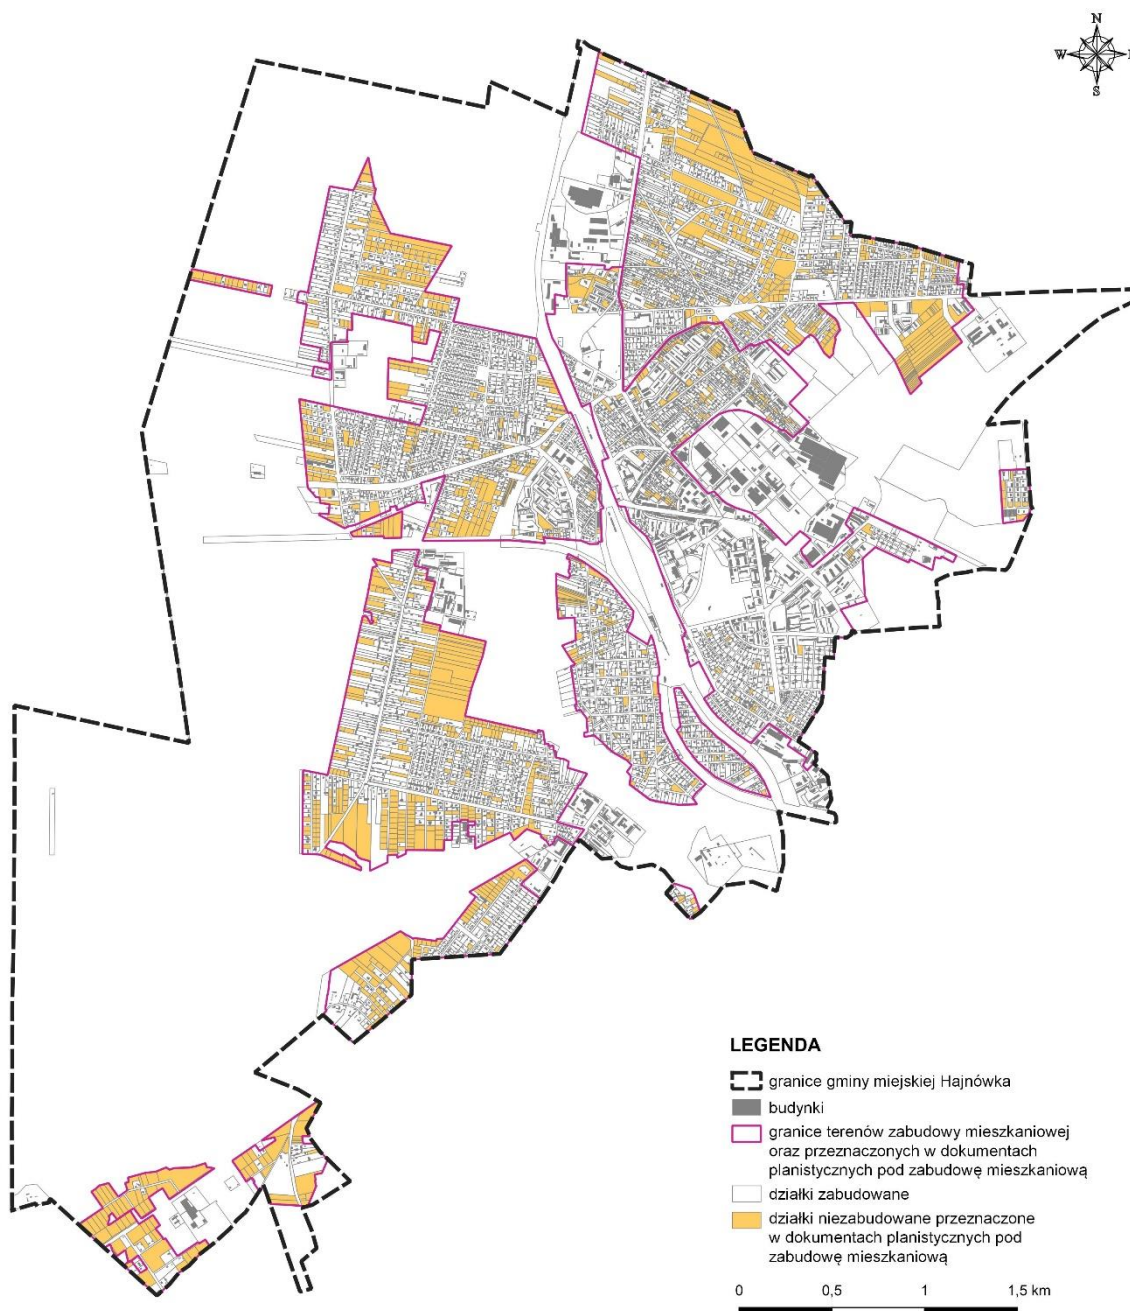 N
W
S
LEGENDA
granice gminy miejskiej Hajnówka
budynki
granice terenów zabudowy mieszkaniowej
oraz przeznaczonych w dokumentach
planistycznych pod zabudowę mieszkaniową
działki zabudowane
działki niezabudowane przeznaczone
w dokumentach planistycznych pod
zabudowę mieszkaniową
0 0,5 1 1,5 km